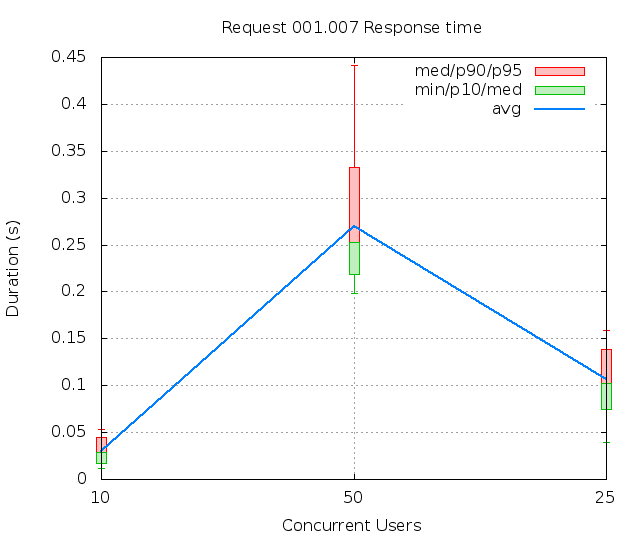 Request 001.007 Response time
0.45
0.4
0.35
0.3
0.25
0.2
0.15
0.1
0.05
0
med/p90/p95
min/p10/med
avg
Duration (s)
10 50 25
Concurrent Users